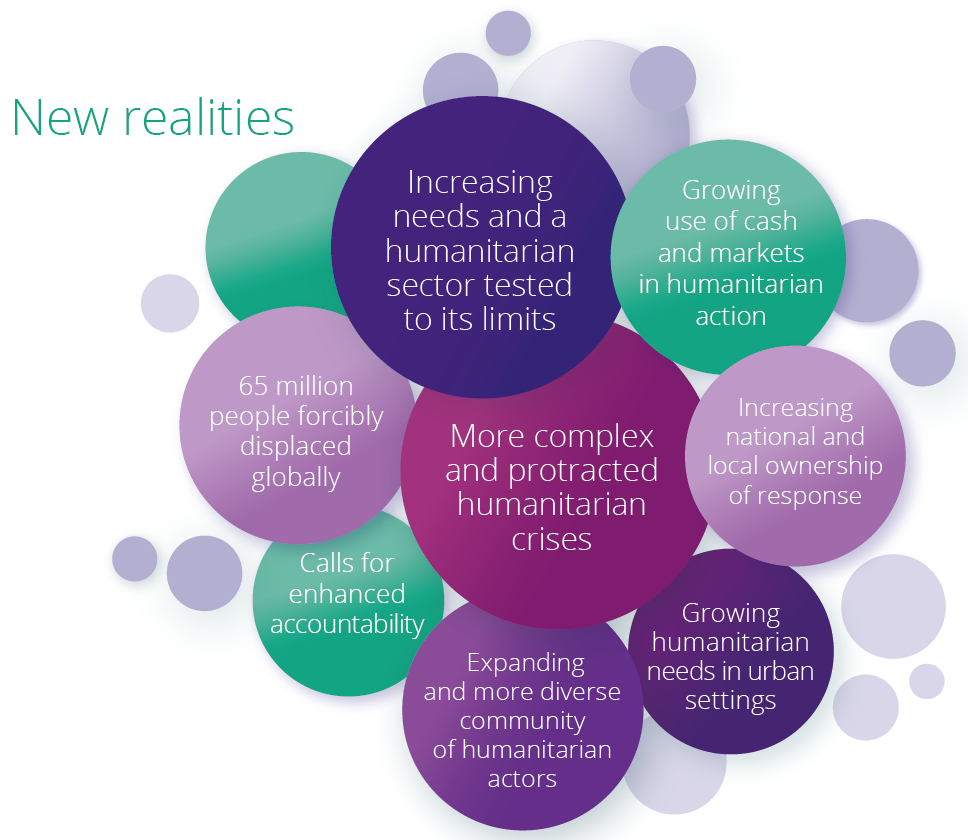 New realities
Increasing
needs and a
humanitarian
sector tested
to its limits
Growing
use of cash
and markets
in humanitarian
action
65 million
people forcibly
displaced
globally
More complex
and protracted
humanitarian
crises
Increasing
national and
local ownership
of response
Calls for
enhanced
accountability
Growing
humanitarian
needs in urban
settings
Expanding
and more diverse
community
of humanitarian
actors